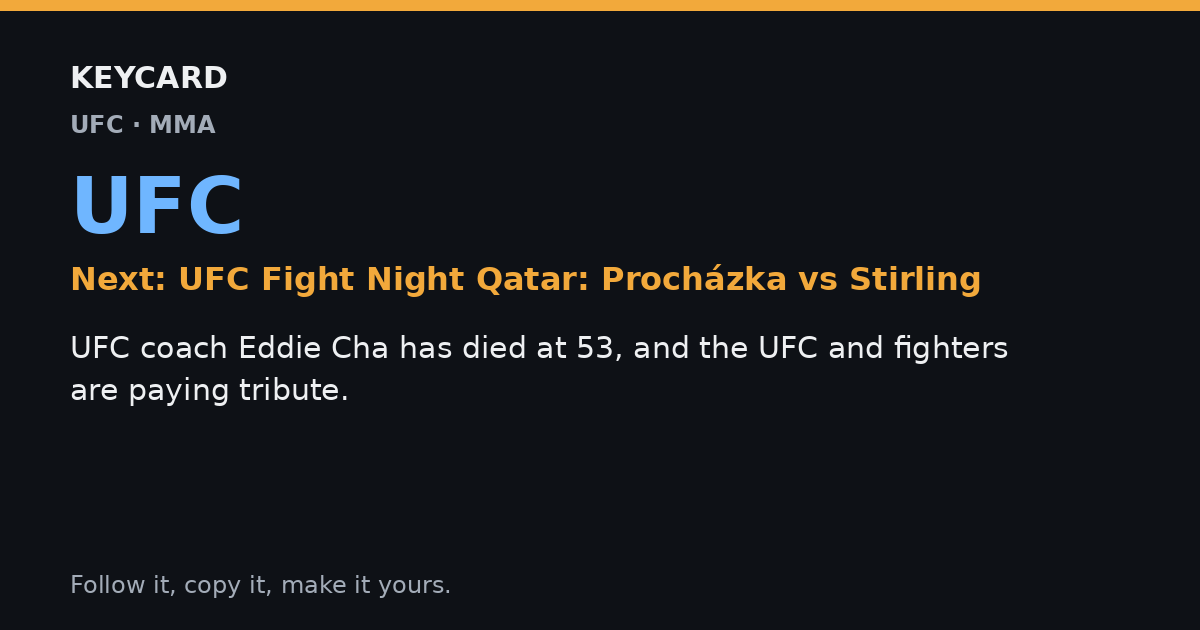 KEYCARD
UFC · MMA
UFC
Next: UFC Fight Night Qatar: Procházka vs Stirling
UFC coach Eddie Cha has died at 53, and the UFC and fighters
are paying tribute.
Follow it, copy it, make it yours.